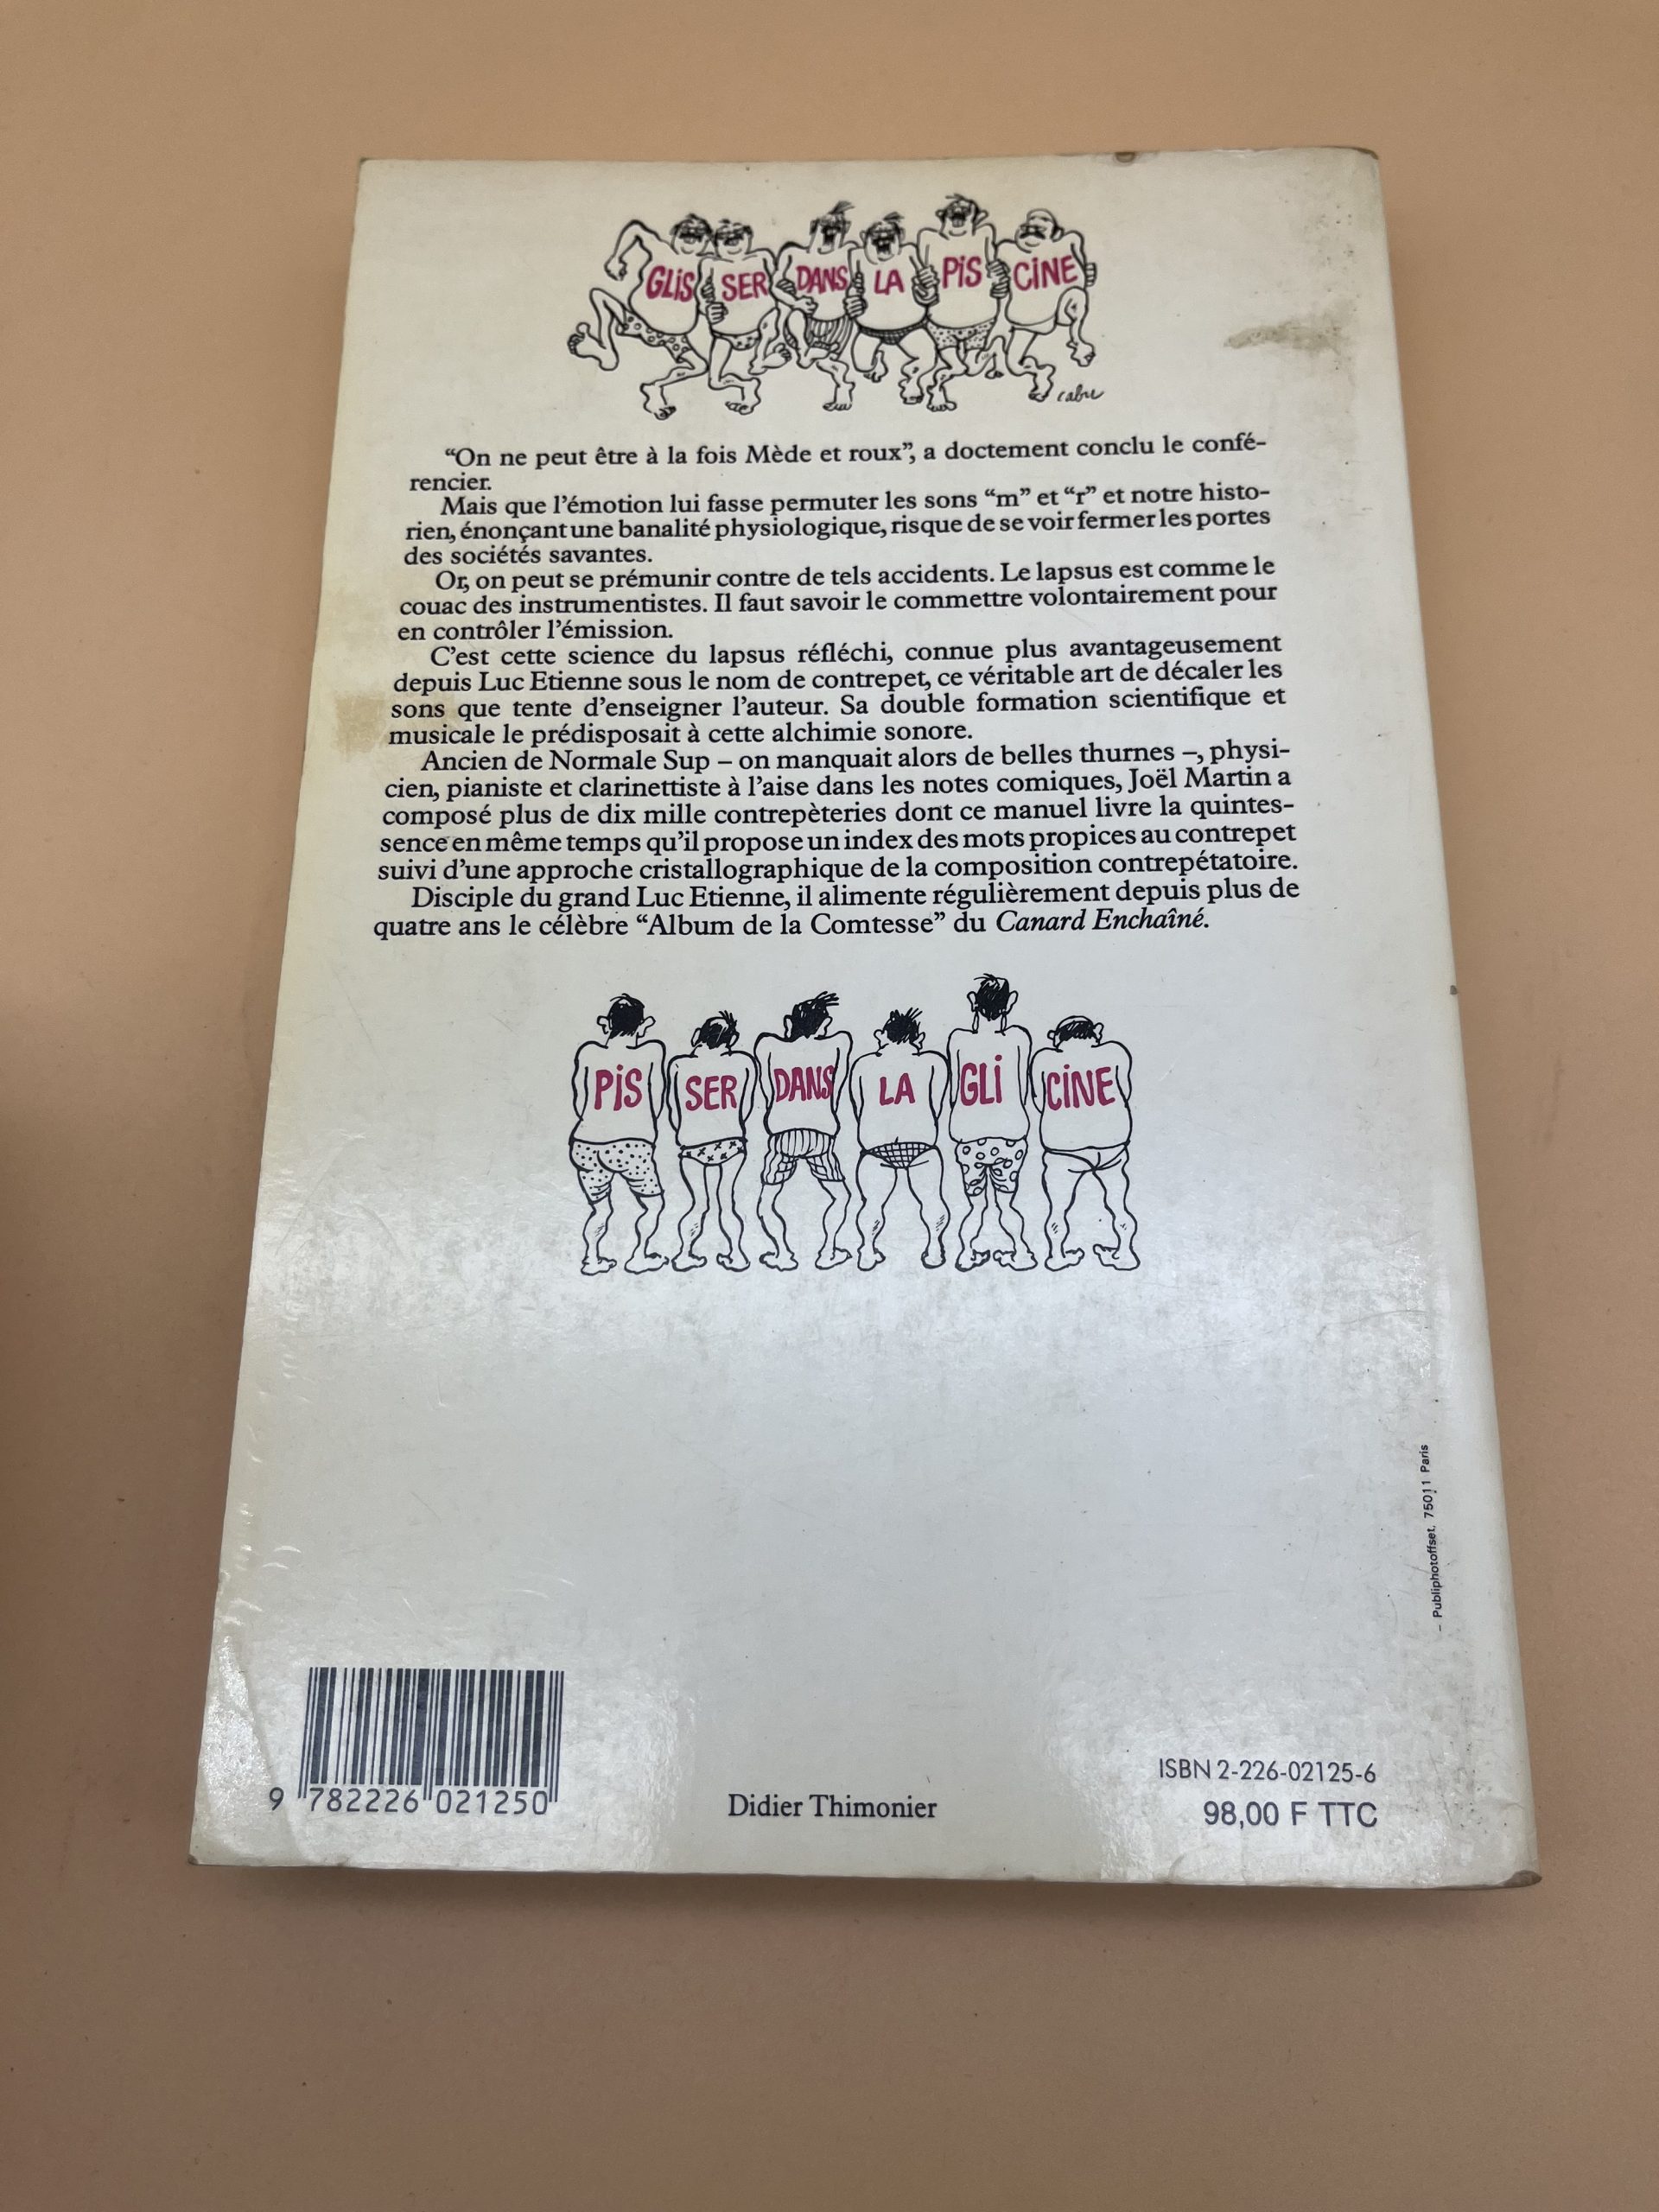 GLIS SER DANS LA PIS CINE
cabu
“On ne peut être à la fois Mède et roux”, a doctement conclu le confé-
rencier.
Mais que l’émotion lui fasse permuter les sons “m” et “r” et notre histo-
rien, énonçant une banalité physiologique, risque de se voir fermer les portes
des sociétés savantes.
Or, on peut se prémunir contre de tels accidents. Le lapsus est comme le
couac des instrumentistes. Il faut savoir le commettre volontairement pour
en contrôler l’émission.
C’est cette science du lapsus réfléchi, connue plus avantageusement
depuis Luc Etienne sous le nom de contrepet, ce véritable art de décaler les
sons que tente d’enseigner l’auteur. Sa double formation scientifique et
musicale le prédisposait à cette alchimie sonore.
Ancien de Normale Sup – on manquait alors de belles thurnes –, physi-
cien, pianiste et clarinettiste à l’aise dans les notes comiques, Joël Martin a
composé plus de dix mille contrepèteries dont ce manuel livre la quintes-
sence en même temps qu’il propose un index des mots propices au contrepet
suivi d’une approche cristallographique de la composition contrepétatoire.
Disciple du grand Luc Etienne, il alimente régulièrement depuis plus de
quatre ans le célèbre “Album de la Comtesse” du Canard Enchaîné.
PIS SER DANS LA GLI CINE
– Publiphotoffset. 75011 Paris
9 782226 021250
Didier Thimonier
ISBN 2-226-02125-6
98,00 F TTC